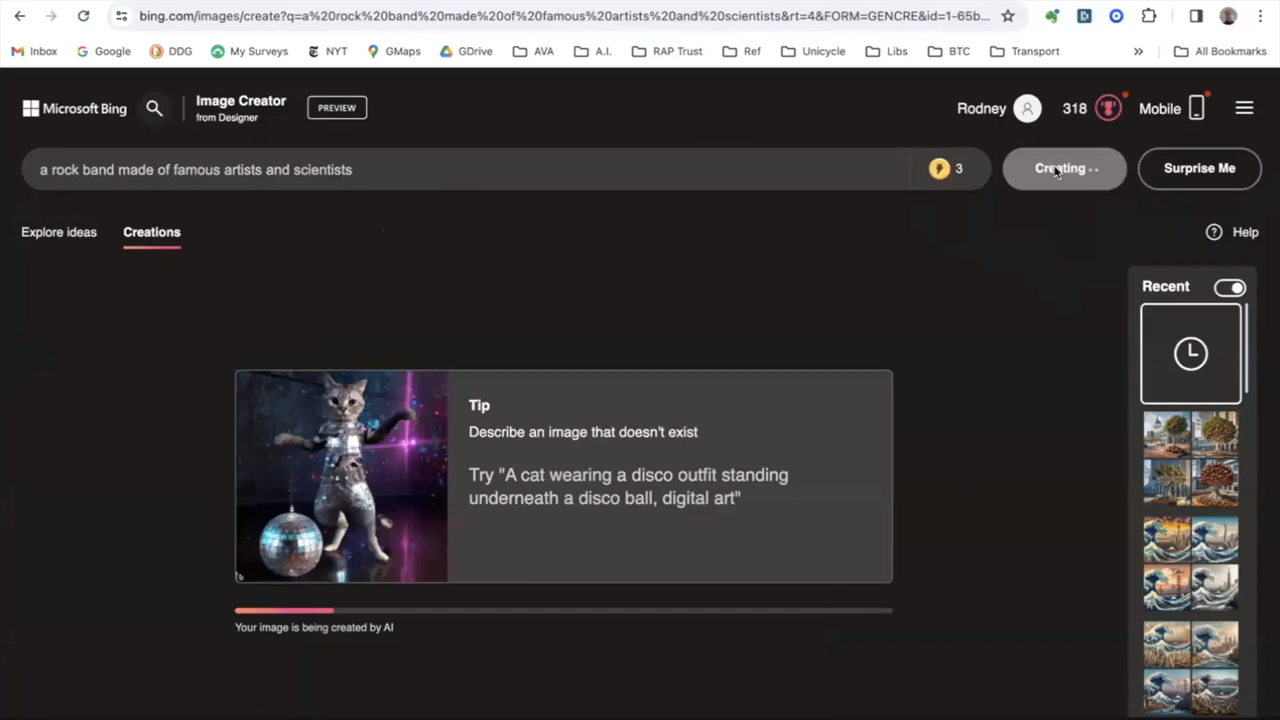 bing.com/images/create?q=a%20rock%20band%20made%20of%20famous%20artists%20and%20scientists&rt=4&FORM=GENCRE&id=1-65b...
Inbox Google DDG My Surveys NYT GMaps GDrive AVA A.I. RAP Trust Ref Unicycle Libs BTC Transport » All Bookmarks
Microsoft Bing Image Creator from Designer PREVIEW Rodney 318 Mobile
a rock band made of famous artists and scientists 3 Creating Surprise Me
Explore ideas Creations Help
Recent
Tip
Describe an image that doesn't exist
Try "A cat wearing a disco outfit standing
underneath a disco ball, digital art"
Your image is being created by AI